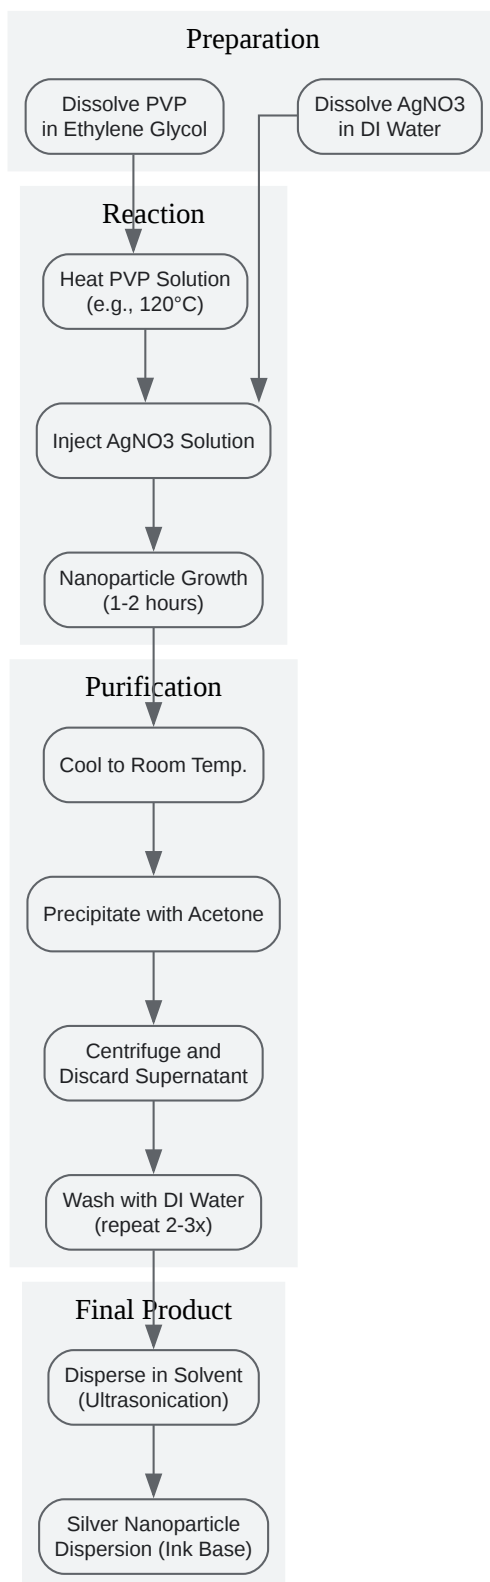 Preparation
Dissolve PVP
in Ethylene Glycol
Dissolve AgNO3
in DI Water
Reaction
Heat PVP Solution
(e.g., 120°C)
Inject AgNO3 Solution
Nanoparticle Growth
(1-2 hours)
Purification
Cool to Room Temp.
Precipitate with Acetone
Centrifuge and
Discard Supernatant
Wash with DI Water
(repeat 2-3x)
Final Product
Disperse in Solvent
(Ultrasonication)
Silver Nanoparticle
Dispersion (Ink Base)